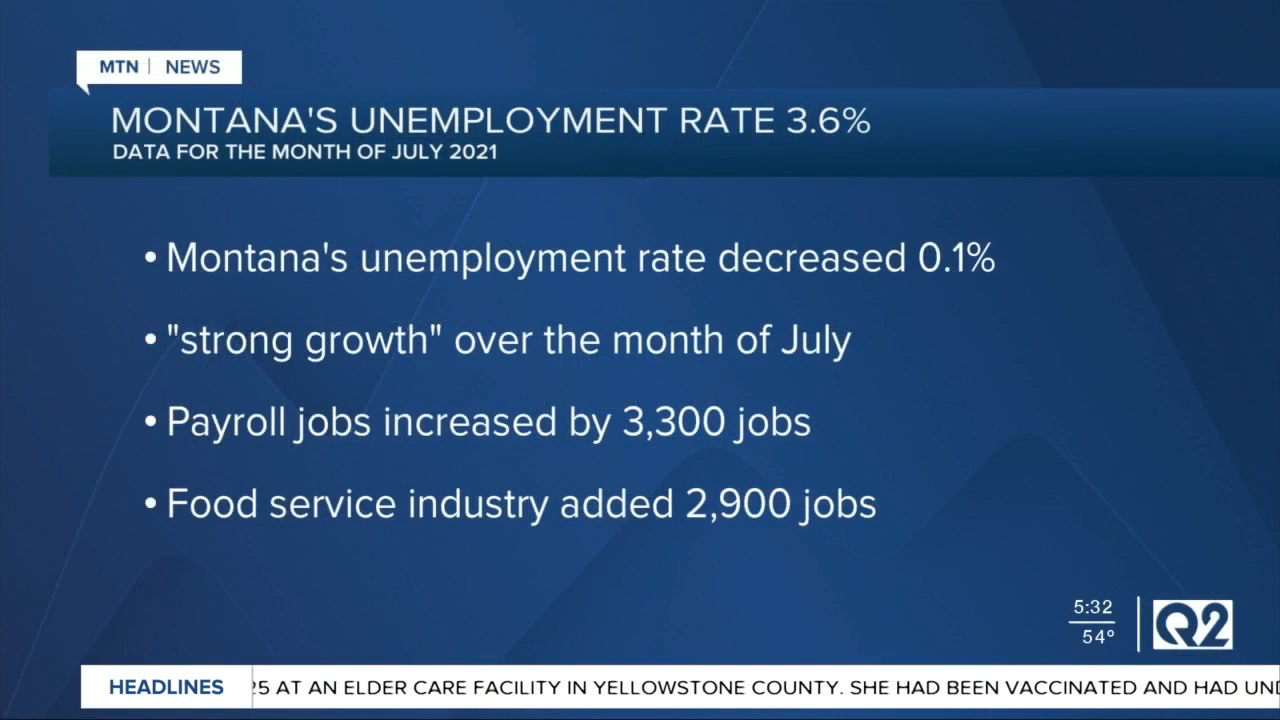 MTN | NEWS
MONTANA'S UNEMPLOYMENT RATE 3.6%
DATA FOR THE MONTH OF JULY 2021
• Montana's unemployment rate decreased 0.1%
• "strong growth" over the month of July
• Payroll jobs increased by 3,300 jobs
• Food service industry added 2,900 jobs
5:32
54°
Q2
HEADLINES
25 AT AN ELDER CARE FACILITY IN YELLOWSTONE COUNTY. SHE HAD BEEN VACCINATED AND HAD